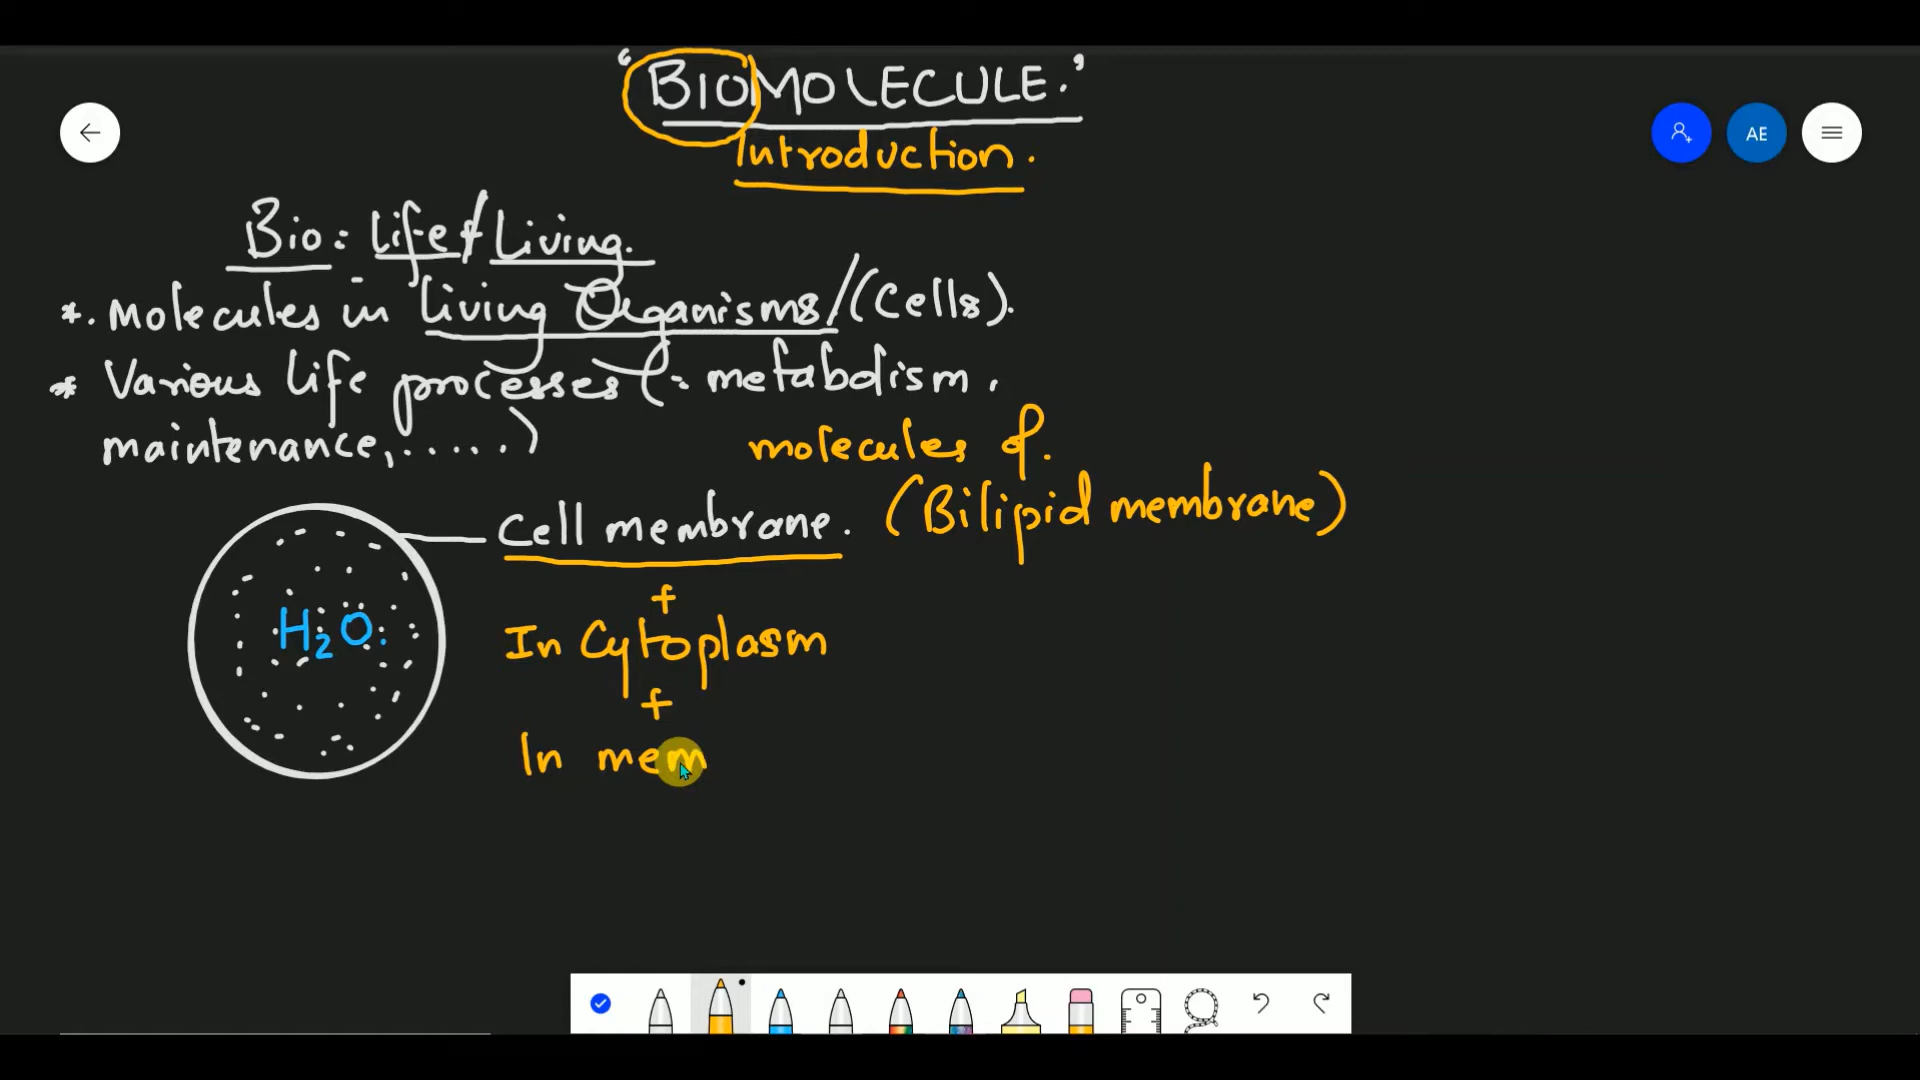 ‘BIOMOLECULE.’
Introduction.
AE
Bio: Life/Living.
*. Molecules in living Organisms/(Cells).
* Various life processes (:- metabolism,
maintenance, .....)
molecules of.
Cell membrane. (Bilipid membrane)
+
H2O.
In Cytoplasm
+
In mem